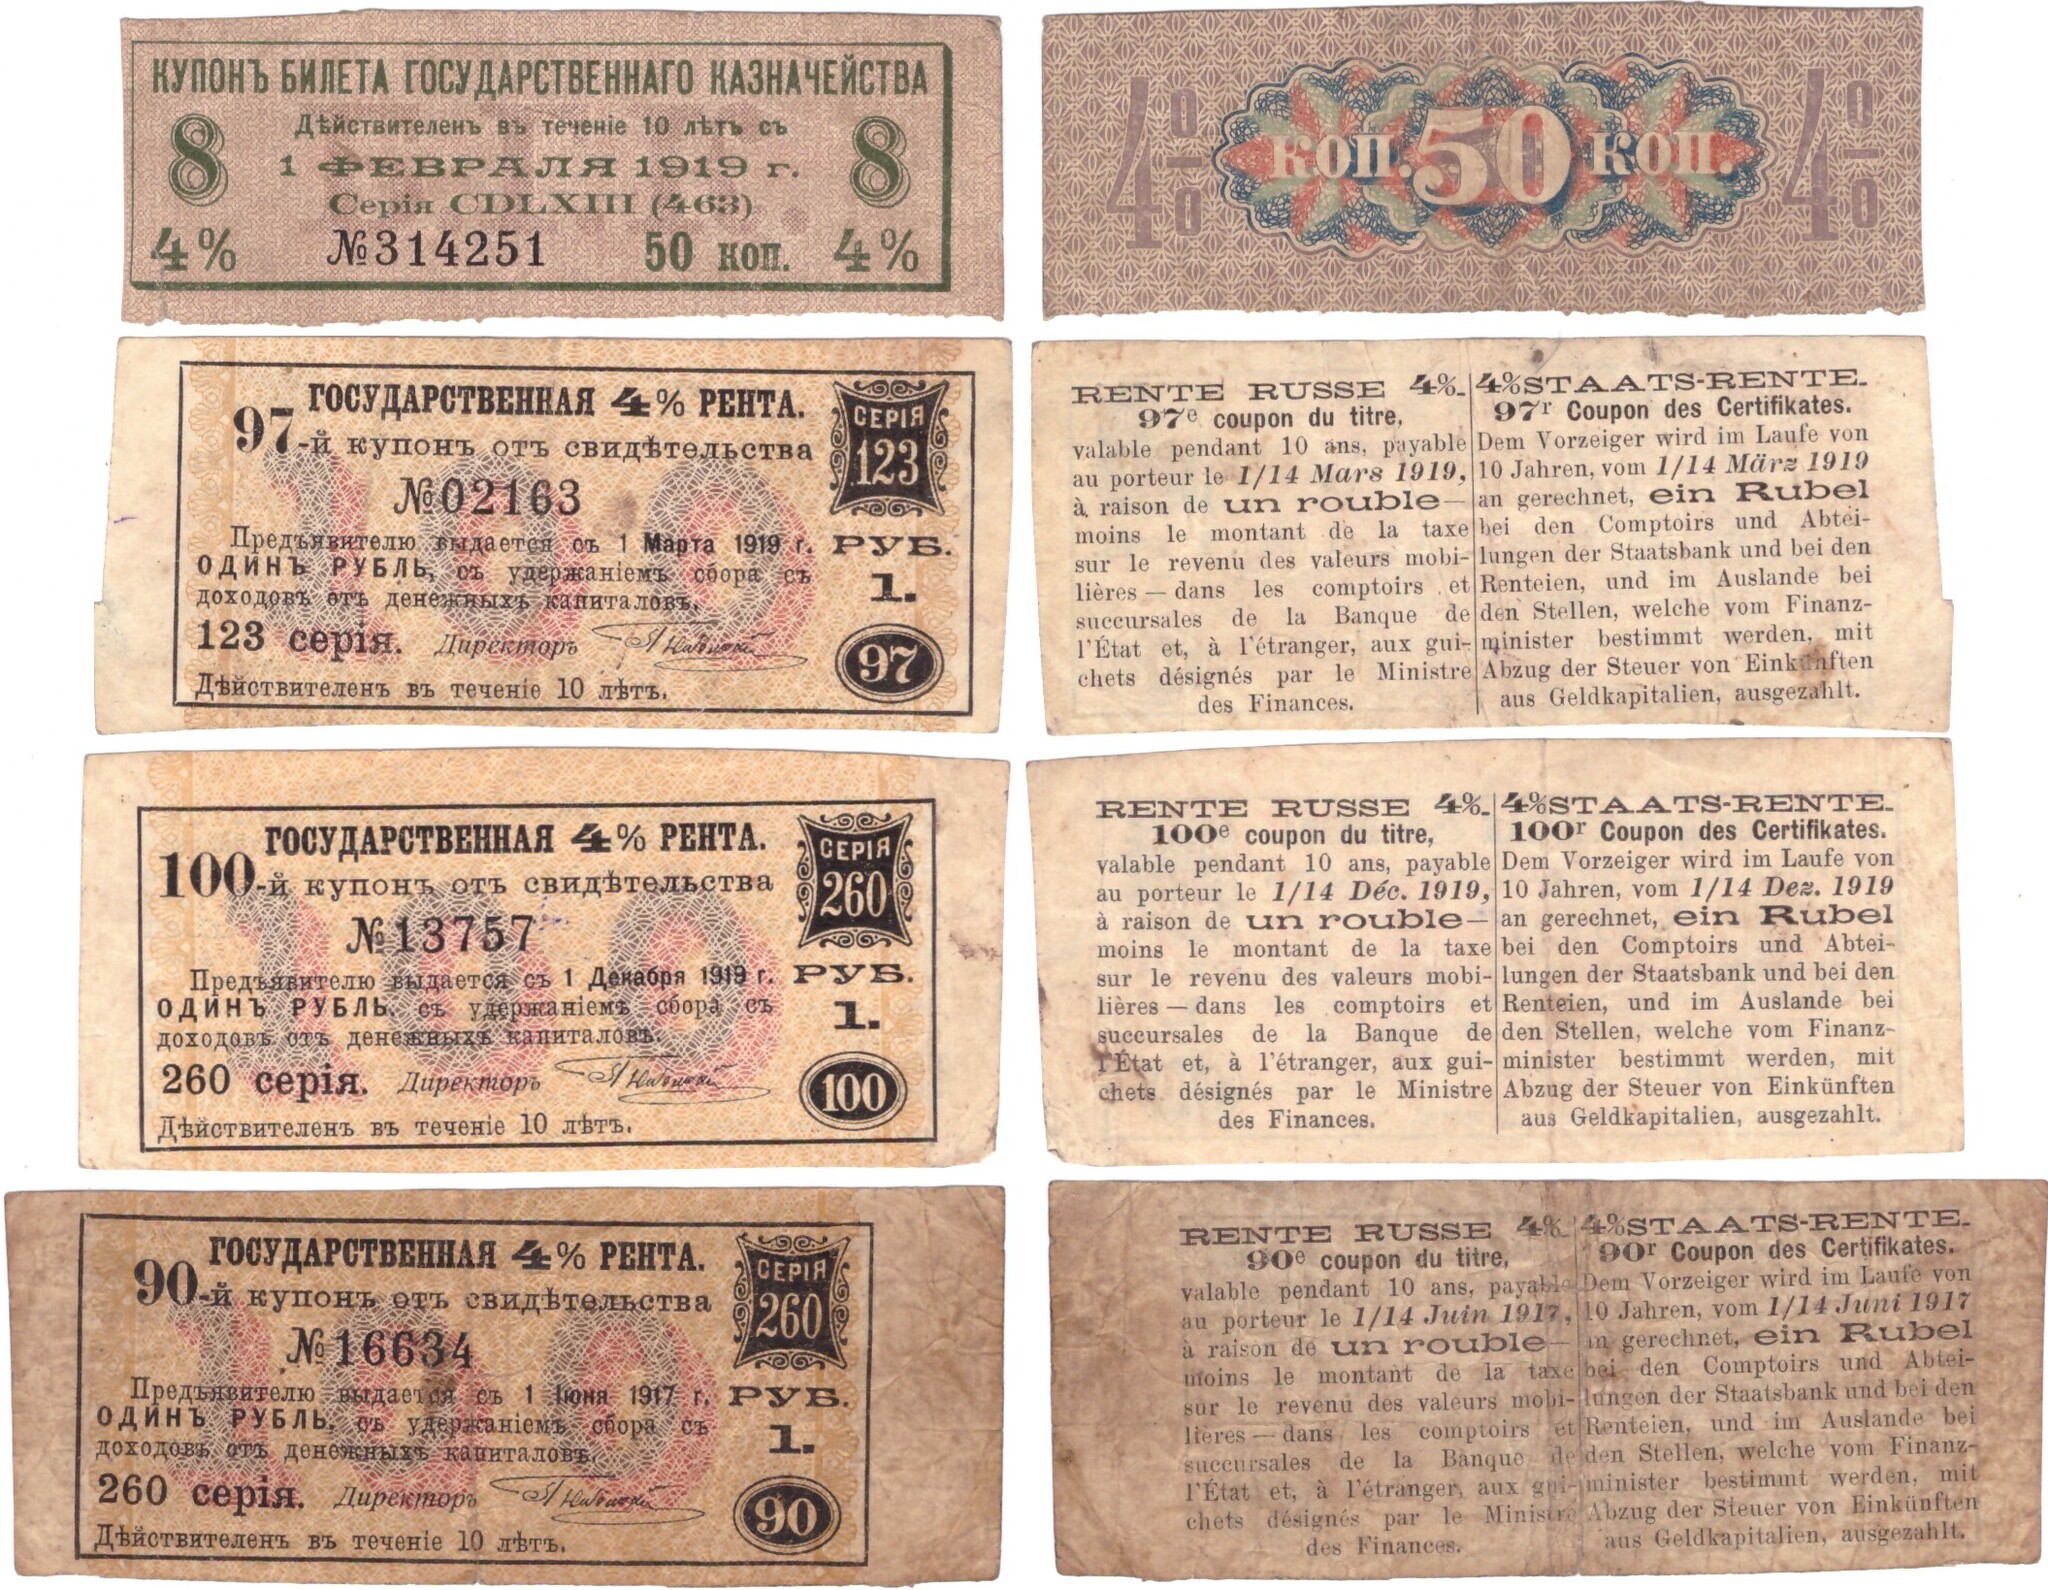 КУПОНЪ БИЛЕТА ГОСУДАРСТВЕННАГО КАЗНАЧЕЙСТВА
8 Дѣйствителенъ въ теченіе 10 лѣтъ съ 8
1 ФЕВРАЛЯ 1919 г.
Серія CDLXIII (463)
4% №314251 50 коп. 4%
4% КОП. 50 КОП. 4%
ГОСУДАРСТВЕННАЯ 4% РЕНТА.
97-й купонъ отъ свидѣтельства
№02163
СЕРІЯ
123
Предъявителю выдается съ 1 Марта 1919 г.
ОДИНЪ РУБЛЬ, съ удержаніемъ сбора съ
доходовъ отъ денежныхъ капиталовъ.
РУБ.
1.
123 серія. Директоръ
97
Дѣйствителенъ въ теченіе 10 лѣтъ.
RENTE RUSSE 4%.
97e coupon du titre,
valable pendant 10 ans, payable
au porteur le 1/14 Mars 1919,
à raison de un rouble—
moins le montant de la taxe
sur le revenu des valeurs mobi-
lières — dans les comptoirs et
succursales de la Banque de
l'État et, à l'étranger, aux gui-
chets désignés par le Ministre
des Finances.
4% STAATS-RENTE.
97r Coupon des Certifikates.
Dem Vorzeiger wird im Laufe von
10 Jahren, vom 1/14 März 1919
an gerechnet, ein Rubel
bei den Comptoirs und Abtei-
lungen der Staatsbank und bei den
Renteien, und im Auslande bei
den Stellen, welche vom Finanz-
minister bestimmt werden, mit
Abzug der Steuer von Einkünften
aus Geldkapitalien, ausgezahlt.
ГОСУДАРСТВЕННАЯ 4% РЕНТА.
100-й купонъ отъ свидѣтельства
№13757
СЕРІЯ
260
Предъявителю выдается съ 1 Декабря 1919 г.
ОДИНЪ РУБЛЬ, съ удержаніемъ сбора съ
доходовъ отъ денежныхъ капиталовъ.
РУБ.
1.
260 серія. Директоръ
100
Дѣйствителенъ въ теченіе 10 лѣтъ.
RENTE RUSSE 4%.
100e coupon du titre,
valable pendant 10 ans, payable
au porteur le 1/14 Déc. 1919,
à raison de un rouble—
moins le montant de la taxe
sur le revenu des valeurs mobi-
lières — dans les comptoirs et
succursales de la Banque de
l'État et, à l'étranger, aux gui-
chets désignés par le Ministre
des Finances.
4% STAATS-RENTE.
100r Coupon des Certifikates.
Dem Vorzeiger wird im Laufe von
10 Jahren, vom 1/14 Dez. 1919
an gerechnet, ein Rubel
bei den Comptoirs und Abtei-
lungen der Staatsbank und bei den
Renteien, und im Auslande bei
den Stellen, welche vom Finanz-
minister bestimmt werden, mit
Abzug der Steuer von Einkünften
aus Geldkapitalien, ausgezahlt.
ГОСУДАРСТВЕННАЯ 4% РЕНТА.
90-й купонъ отъ свидѣтельства
№16634
СЕРІЯ
260
Предъявителю выдается съ 1 Іюня 1917 г.
ОДИНЪ РУБЛЬ, съ удержаніемъ сбора съ
доходовъ отъ денежныхъ капиталовъ.
РУБ.
1.
260 серія. Директоръ
90
Дѣйствителенъ въ теченіе 10 лѣтъ.
RENTE RUSSE 4%.
90e coupon du titre,
valable pendant 10 ans, payable
au porteur le 1/14 Juin 1917,
à raison de un rouble—
moins le montant de la taxe
sur le revenu des valeurs mobi-
lières — dans les comptoirs et
succursales de la Banque de
l'État et, à l'étranger, aux gui-
chets désignés par le Ministre
des Finances.
4% STAATS-RENTE.
90r Coupon des Certifikates.
Dem Vorzeiger wird im Laufe von
10 Jahren, vom 1/14 Juni 1917
an gerechnet, ein Rubel
bei den Comptoirs und Abtei-
lungen der Staatsbank und bei den
Renteien, und im Auslande bei
den Stellen, welche vom Finanz-
minister bestimmt werden, mit
Abzug der Steuer von Einkünften
aus Geldkapitalien, ausgezahlt.